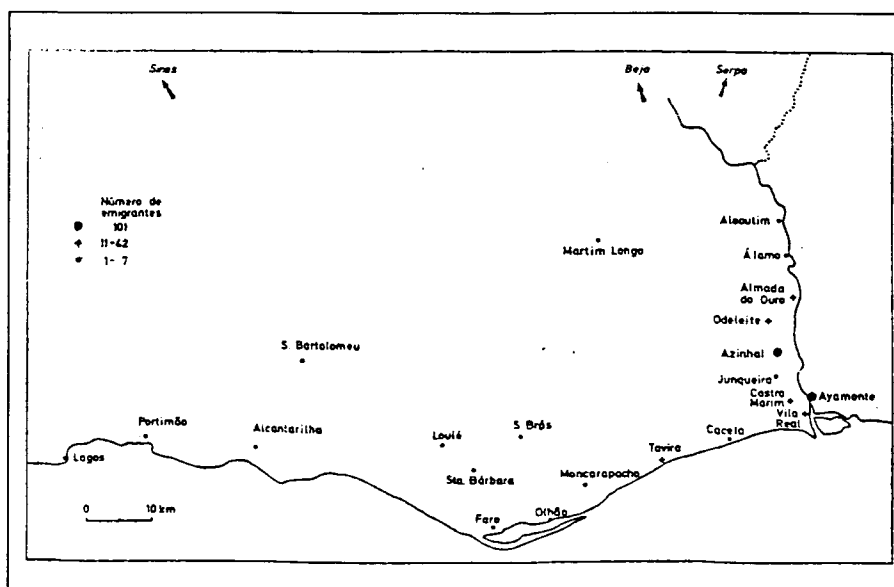 Sines
Beja
Serpa
Número de
emigrantes
101
11-42
1- 7
Alcoutim
Martim Longo
Álamo
Almada
do Ouro
Odeleite
S. Bartolomeu
Azinhal
Junqueira
Castro
Marim
Ayamonte
Vila
Real
Portimão
Alcantarilha
Loulé
S Brás
Cacela
Tavira
Lagos
Sta. Bárbara
Moncarapacho
0 10 km
Faro
Olhão